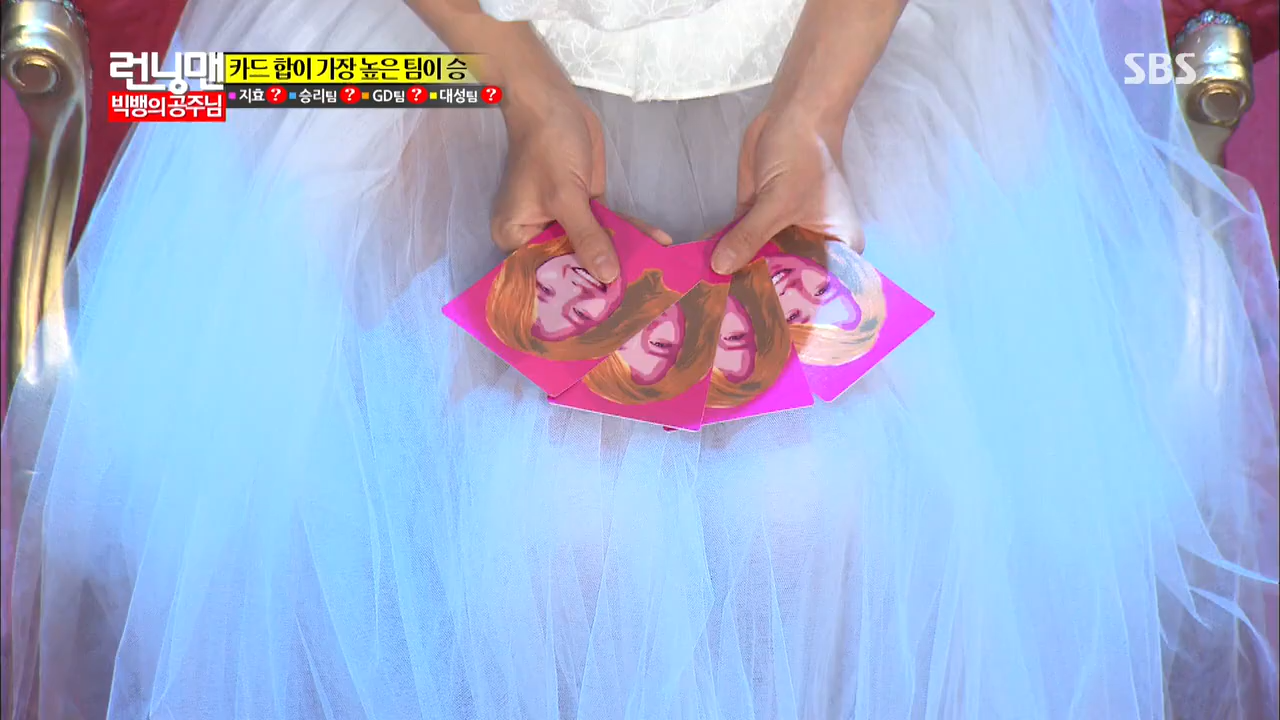 런닝맨
빅뱅의 공주님
카드 합이 가장 높은 팀이 승
지효 ? 승리팀 ? GD팀 ? 대성팀 ?
SBS